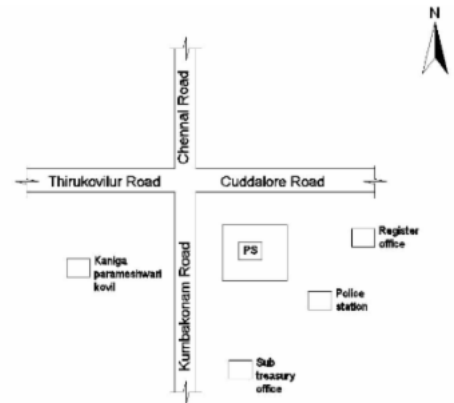 N
Chennai Road
Thirukovilur Road
Cuddalore Road
Kumbakonam Road
PS
Register
office
Kaniga
parameshwari
kovil
Police
station
Sub
treasury
office